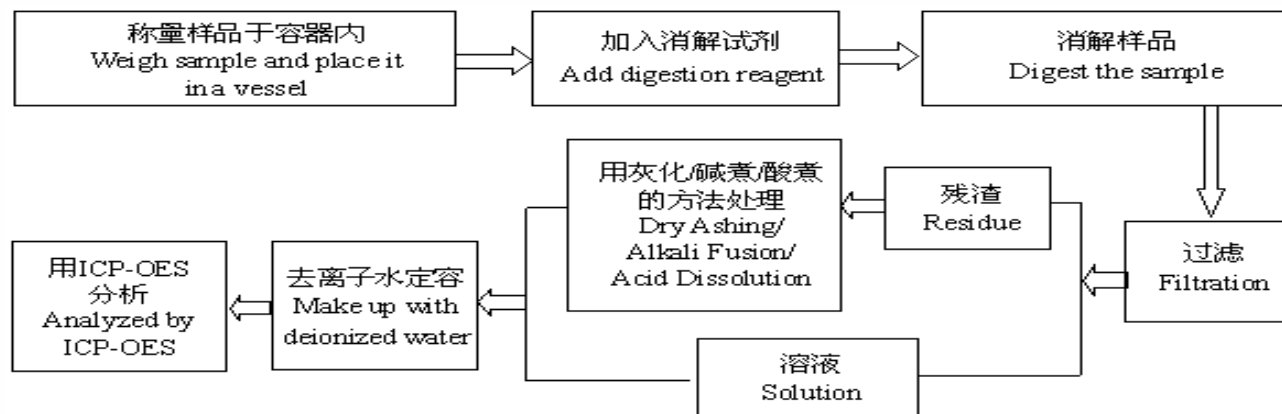 称量样品于容器内
Weigh sample and place it
in a vessel
加入消解试剂
Add digestion reagent
消解样品
Digest the sample
过滤
Filtration
残渣
Residue
溶液
Solution
用灰化/碱煮/酸煮
的方法处理
Dry Ashing/
Alkali Fusion/
Acid Dissolution
去离子水定容
Make up with
deionized water
用ICP-OES
分析
Analyzed by
ICP-OES